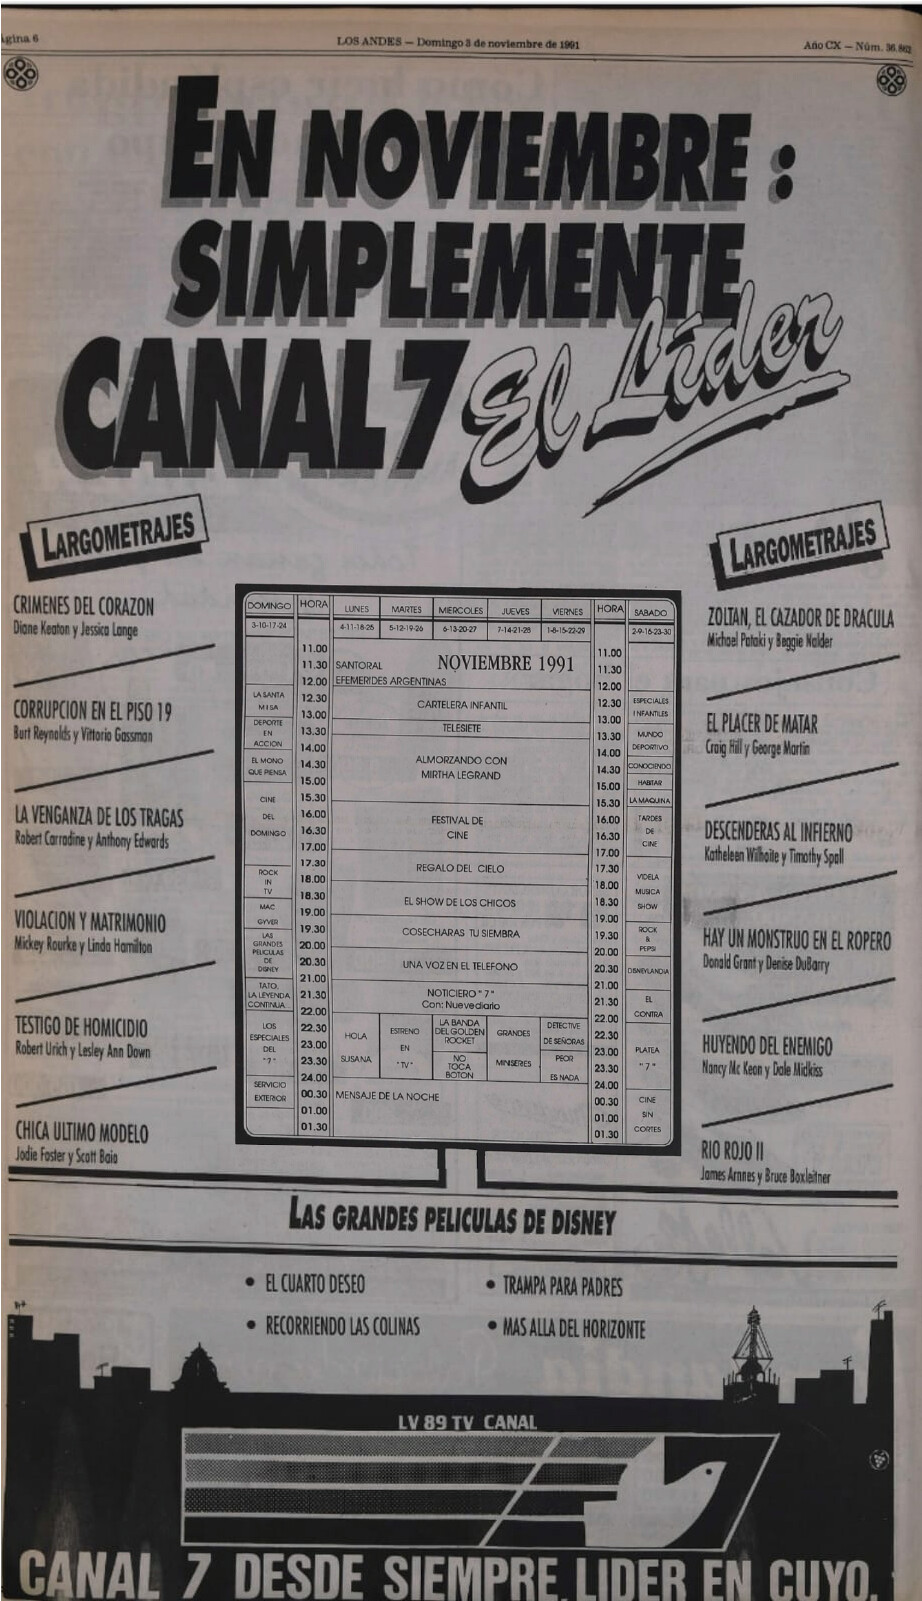 Página 6
LOS ANDES — Domingo 3 de noviembre de 1991
Año CX — Núm. 36.862
EN NOVIEMBRE :
SIMPLEMENTE
CANAL 7 El Líder
LARGOMETRAJES
CRIMENES DEL CORAZON
Diane Keaton y Jessica Lange
CORRUPCION EN EL PISO 19
Burt Reynolds y Vittorio Gassman
LA VENGANZA DE LOS TRAGAS
Robert Carradine y Anthony Edwards
VIOLACION Y MATRIMONIO
Mickey Rourke y Linda Hamilton
TESTIGO DE HOMICIDIO
Robert Urich y Lesley Ann Down
CHICA ULTIMO MODELO
Jodie Foster y Scott Baio
DOMINGO
3-10-17-24
LA SANTA
MISA
DEPORTE
EN
ACCION
EL MONO
QUE PIENSA
CINE
DEL
DOMINGO
ROCK
IN
TV
MAC
GYVER
LAS
GRANDES
PELICULAS
DE
DISNEY
TATO,
LA LEYENDA
CONTINUA
LOS
ESPECIALES
DEL
"7"
SERVICIO
EXTERIOR
HORA
11.00
11.30
12.00
12.30
13.00
13.30
14.00
14.30
15.00
15.30
16.00
16.30
17.00
17.30
18.00
18.30
19.00
19.30
20.00
20.30
21.00
21.30
22.00
22.30
23.00
23.30
24.00
00.30
01.00
01.30
LUNES MARTES MIERCOLES JUEVES VIERNES
4-11-18-25 5-12-19-26 6-13-20-27 7-14-21-28 1-8-15-22-29
SANTORAL NOVIEMBRE 1991
EFEMERIDES ARGENTINAS
CARTELERA INFANTIL
TELESIETE
ALMORZANDO CON
MIRTHA LEGRAND
FESTIVAL DE
CINE
REGALO DEL CIELO
EL SHOW DE LOS CHICOS
COSECHARAS TU SIEMBRA
UNA VOZ EN EL TELEFONO
NOTICIERO "7"
Con: Nuevediario
HOLA
SUSANA
ESTRENO
EN
"TV"
LA BANDA
DEL GOLDEN
ROCKET
NO
TOCA
BOTON
GRANDES
MINISERIES
DETECTIVE
DE SEÑORAS
PEOR
ES NADA
MENSAJE DE LA NOCHE
HORA
11.00
11.30
12.00
12.30
13.00
13.30
14.00
14.30
15.00
15.30
16.00
16.30
17.00
17.30
18.00
18.30
19.00
19.30
20.00
20.30
21.00
21.30
22.00
22.30
23.00
23.30
24.00
00.30
01.00
01.30
SABADO
2-9-16-23-30
ESPECIALES
INFANTILES
MUNDO
DEPORTIVO
CONOCIENDO
HABITAR
LA MAQUINA
TARDES
DE
CINE
VIDELA
MUSICA
SHOW
ROCK
&
PEPSI
DISNEYLANDIA
EL
CONTRA
PLATEA
"7"
CINE
SIN
CORTES
LARGOMETRAJES
ZOLTAN, EL CAZADOR DE DRACULA
Michael Pataki y Beggie Nalder
EL PLACER DE MATAR
Craig Hill y George Martin
DESCENDERAS AL INFIERNO
Katheleen Wilhoite y Timothy Spall
HAY UN MONSTRUO EN EL ROPERO
Donald Grant y Denise DuBarry
HUYENDO DEL ENEMIGO
Nancy Mc Keon y Dale Midkiss
RIO ROJO II
James Arnnes y Bruce Boxleitner
LAS GRANDES PELICULAS DE DISNEY
• EL CUARTO DESEO
• RECORRIENDO LAS COLINAS
• TRAMPA PARA PADRES
• MAS ALLA DEL HORIZONTE
LV 89 TV CANAL
7
CANAL 7 DESDE SIEMPRE, LIDER EN CUYO.